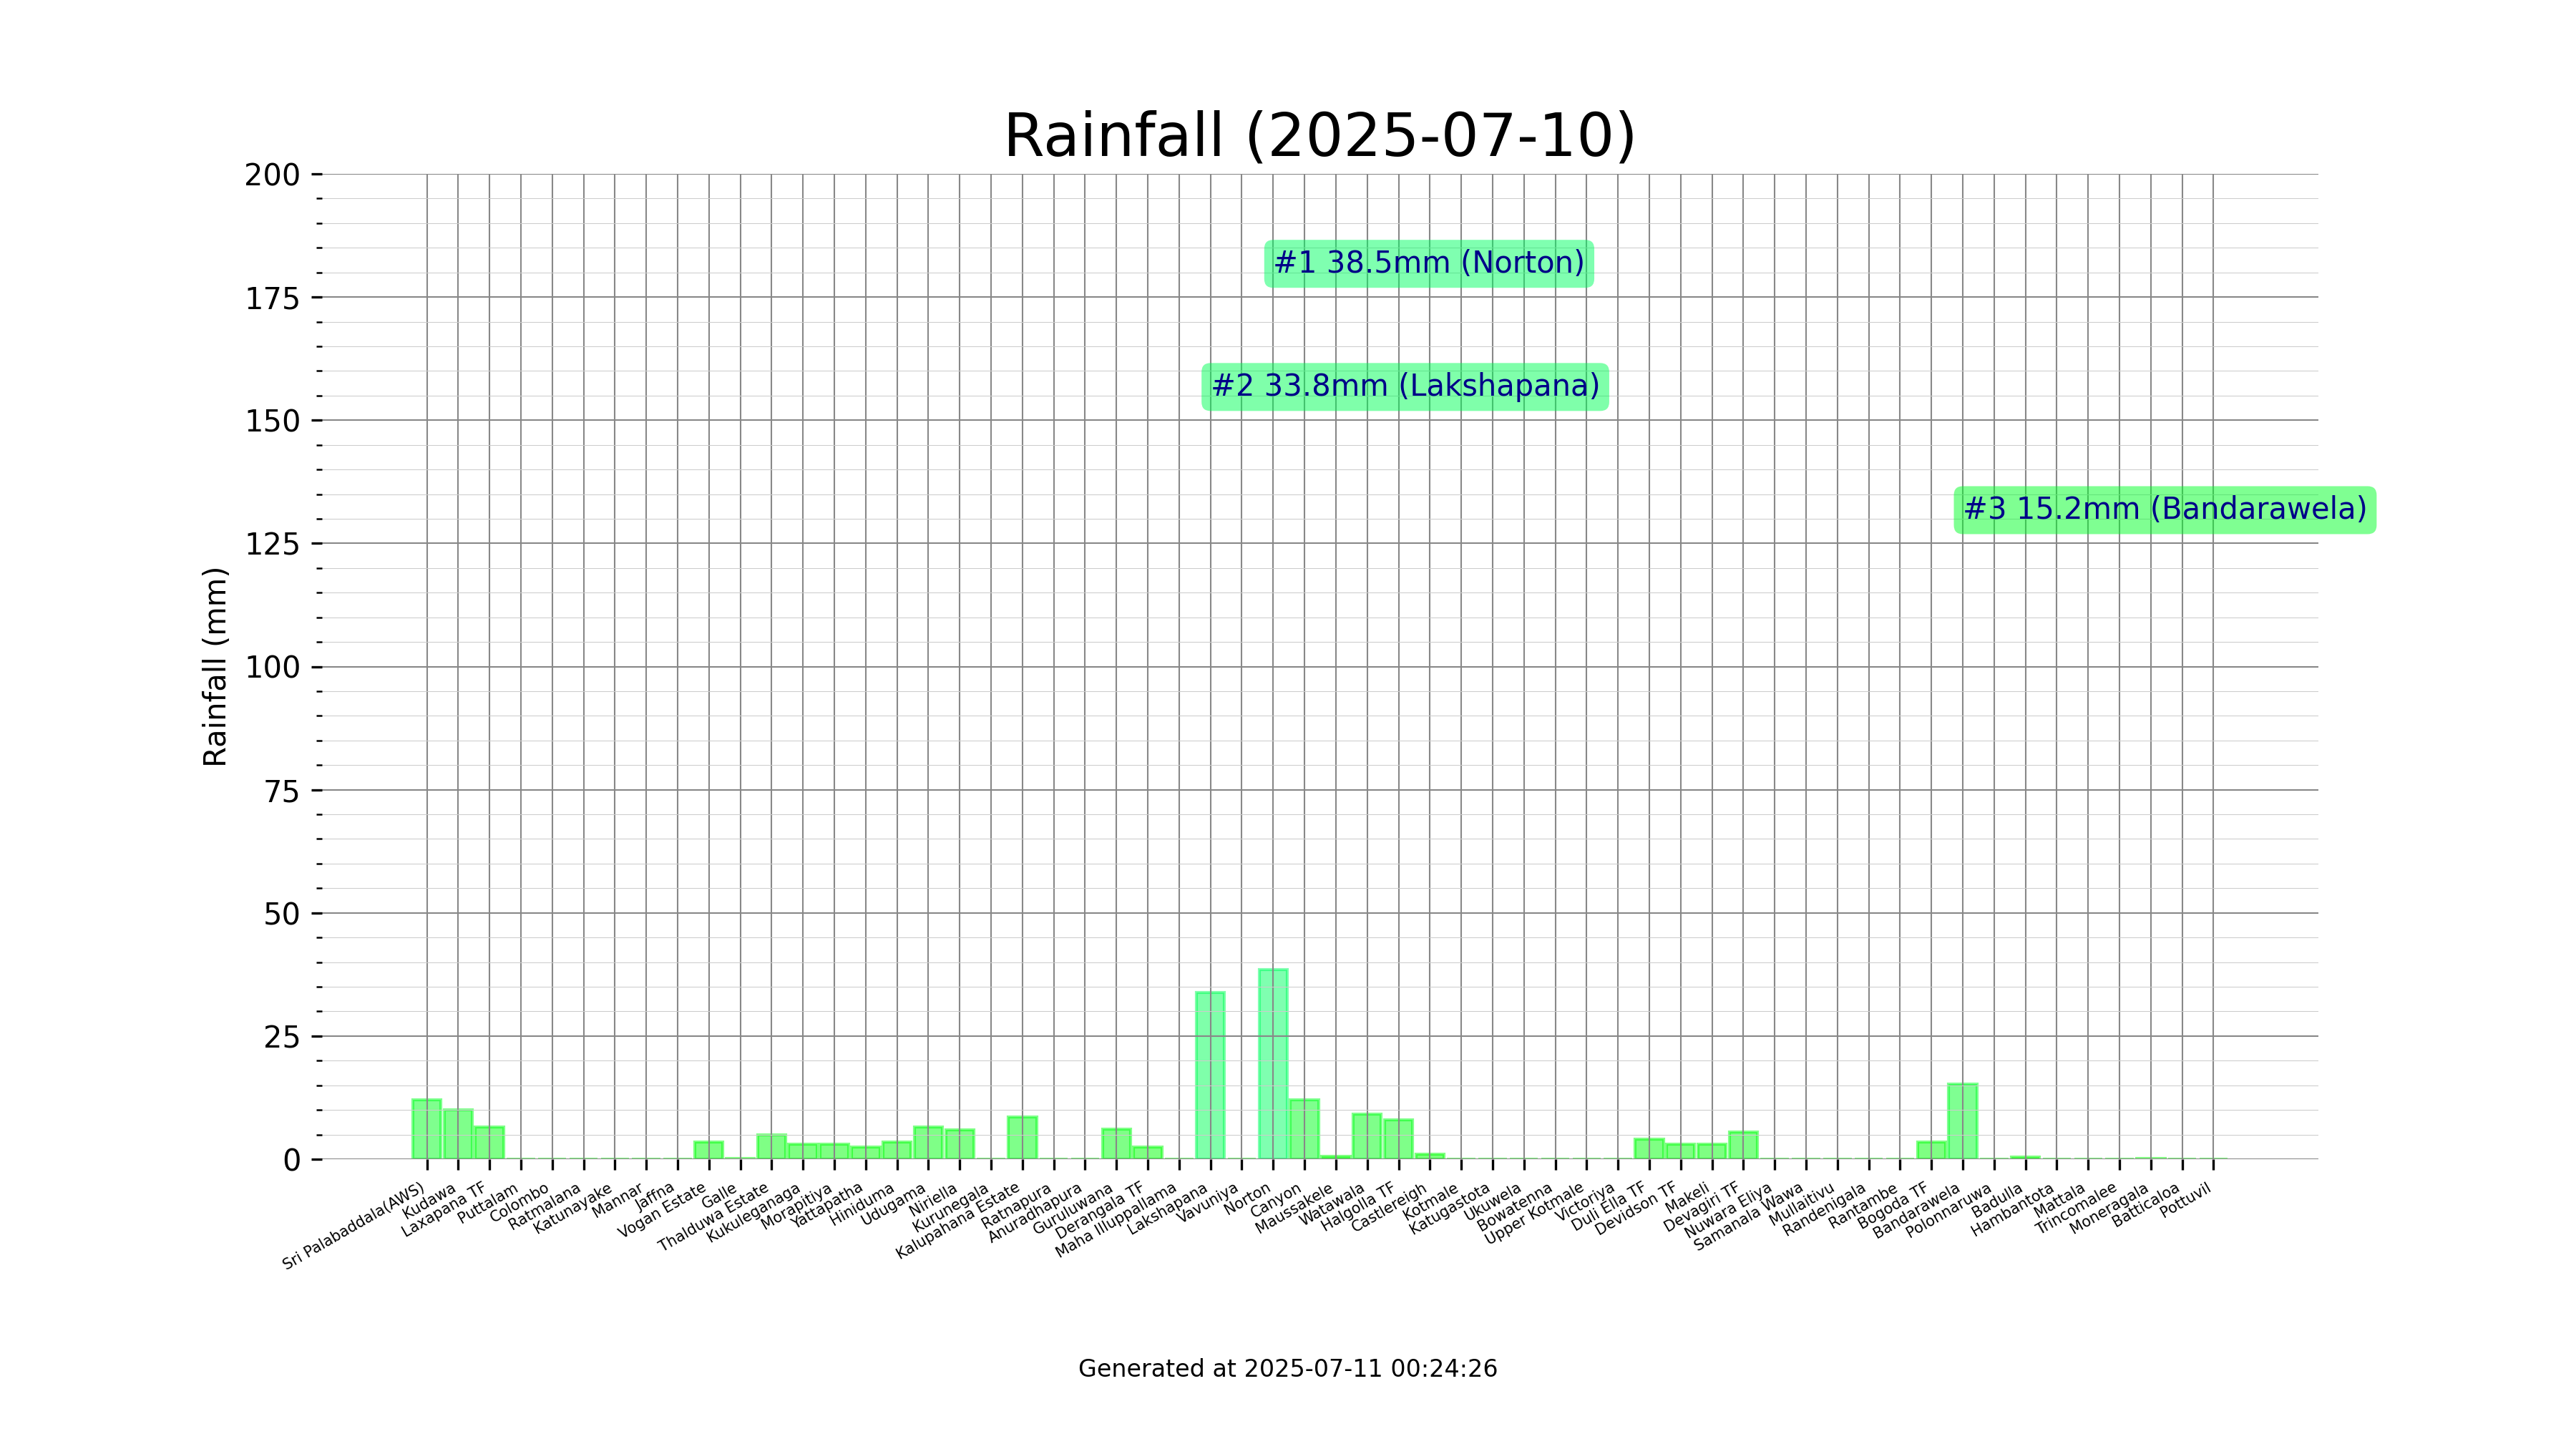 Rainfall (2025-07-10)
200
175
150
125
100
75
50
25
0
Rainfall (mm)
#1 38.5mm (Norton)
#2 33.8mm (Lakshapana)
#3 15.2mm (Bandarawela)
Sri Palabaddala(AWS)
Kudawa
Laxapana TF
Puttalam
Colombo
Ratmalana
Katunayake
Mannar
Jaffna
Vogan Estate
Galle
Thalduwa Estate
Kukuleganaga
Morapitiya
Yattapatha
Hiniduma
Udugama
Niriella
Kurunegala
Kalupahana Estate
Ratnapura
Anuradhapura
Guruluwana
Derangala TF
Maha Illuppallama
Lakshapana
Vavuniya
Norton
Canyon
Maussakele
Watawala
Halgolla TF
Castlereigh
Kotmale
Katugastota
Ukuwela
Bowatenna
Upper Kotmale
Victoriya
Duli Ella TF
Devidson TF
Makeli
Devagiri TF
Nuwara Eliya
Samanala Wawa
Mullaitivu
Randenigala
Rantambe
Bogoda TF
Bandarawela
Polonnaruwa
Badulla
Hambantota
Mattala
Trincomalee
Moneragala
Batticaloa
Pottuvil
Generated at 2025-07-11 00:24:26